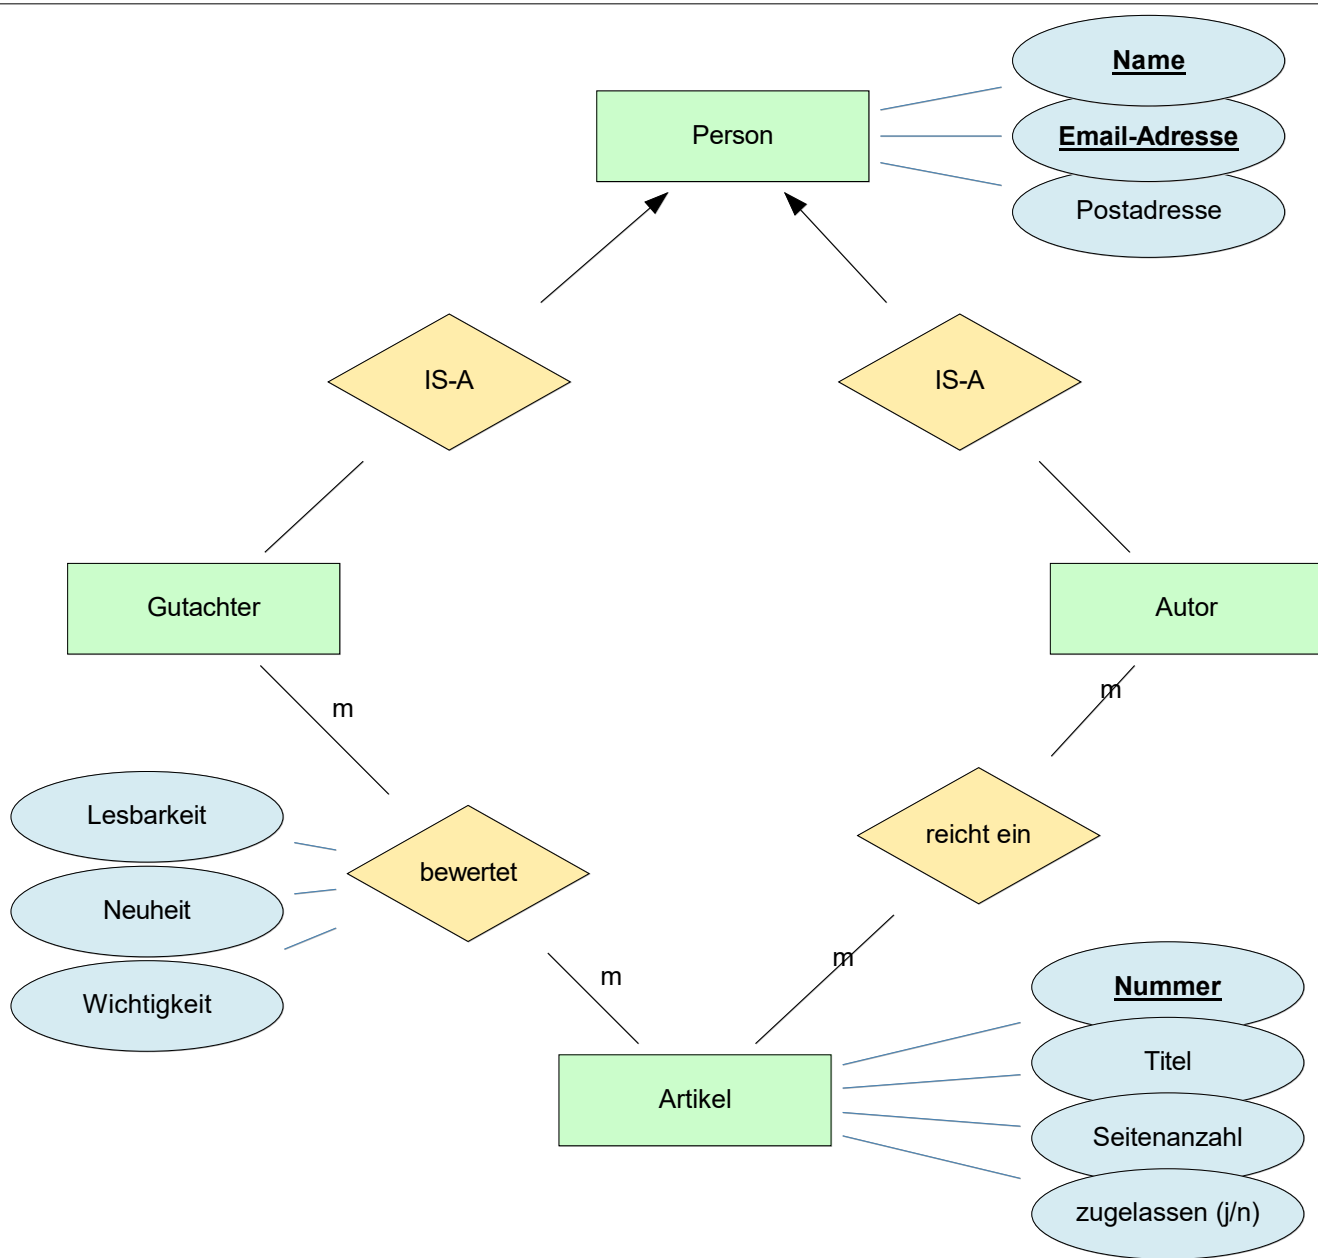 Name
Person
Email-Adresse
Postadresse
IS-A
IS-A
Gutachter
Autor
m
m
Lesbarkeit
reicht ein
bewertet
Neuheit
m
m
Wichtigkeit
Nummer
Titel
Artikel
Seitenanzahl
zugelassen (j/n)